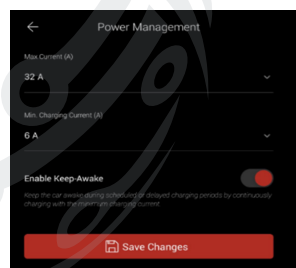 Power Management
Max Current (A)
32 A
Min. Charging Current (A)
6 A
Enable Keep-Awake
Keep the car awake during scheduled or delayed charging periods by continuously
charging with the minimum charging current
Save Changes